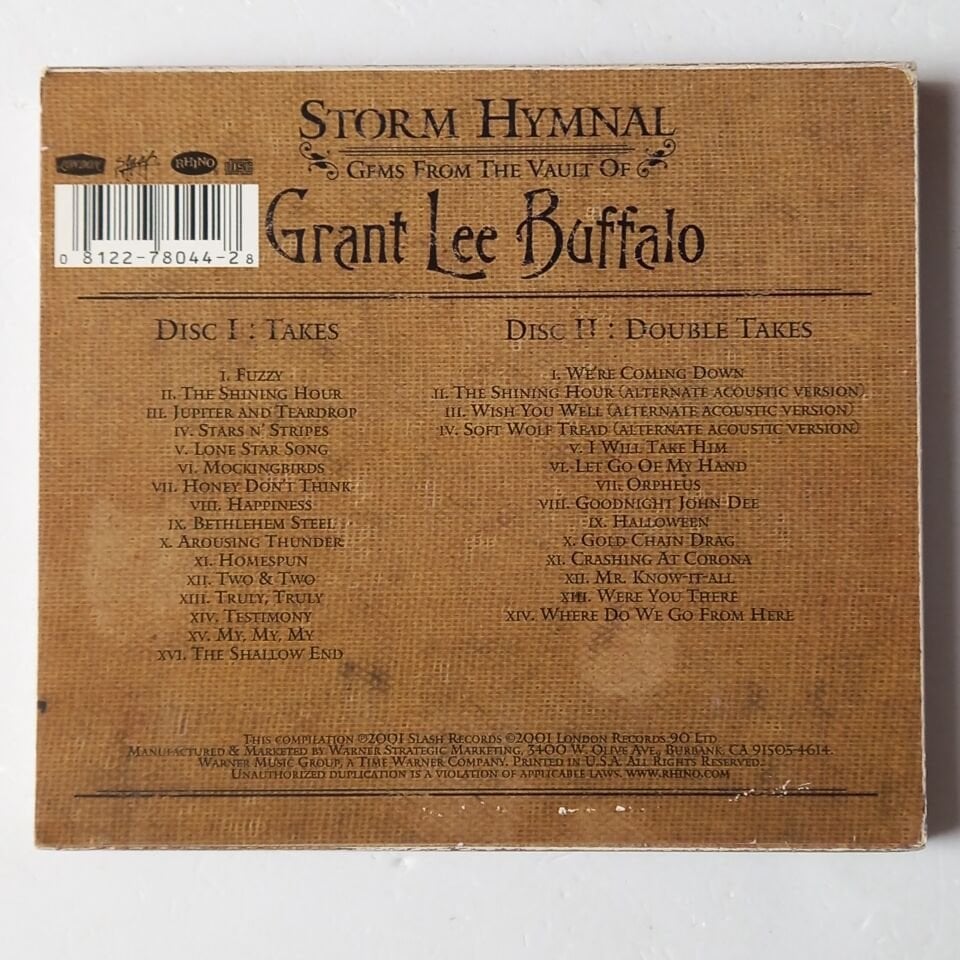 STORM HYMNAL
GEMS FROM THE VAULT OF
Grant Lee Buffalo
LONDON
Slash
RHINO
disc
0 81227-80044-2 8
DISC I : TAKES
I. FUZZY
II. THE SHINING HOUR
III. JUPITER AND TEARDROP
IV. STARS N' STRIPES
V. LONE STAR SONG
VI. MOCKINGBIRDS
VII. HONEY DON'T THINK
VIII. HAPPINESS
IX. BETHLEHEM STEEL
X. AROUSING THUNDER
XI. HOMESPUN
XII. TWO & TWO
XIII. TRULY, TRULY
XIV. TESTIMONY
XV. MY, MY, MY
XVI. THE SHALLOW END
DISC II : DOUBLE TAKES
I. WE'RE COMING DOWN
II. THE SHINING HOUR (ALTERNATE ACOUSTIC VERSION)
III. WISH YOU WELL (ALTERNATE ACOUSTIC VERSION)
IV. SOFT WOLF TREAD (ALTERNATE ACOUSTIC VERSION)
V. I WILL TAKE HIM
VI. LET GO OF MY HAND
VII. ORPHEUS
VIII. GOODNIGHT JOHN DEE
IX. HALLOWEEN
X. GOLD CHAIN DRAG
XI. CRASHING AT CORONA
XII. MR. KNOW-IT-ALL
XIII. WERE YOU THERE
XIV. WHERE DO WE GO FROM HERE
THIS COMPILATION ℗2001 SLASH RECORDS ©2001 LONDON RECORDS 90 LTD
MANUFACTURED & MARKETED BY WARNER STRATEGIC MARKETING, 3400 W. OLIVE AVE., BURBANK, CA 91505-4614.
WARNER MUSIC GROUP, A TIME WARNER COMPANY. PRINTED IN U.S.A. ALL RIGHTS RESERVED.
UNAUTHORIZED DUPLICATION IS A VIOLATION OF APPLICABLE LAWS. WWW.RHINO.COM